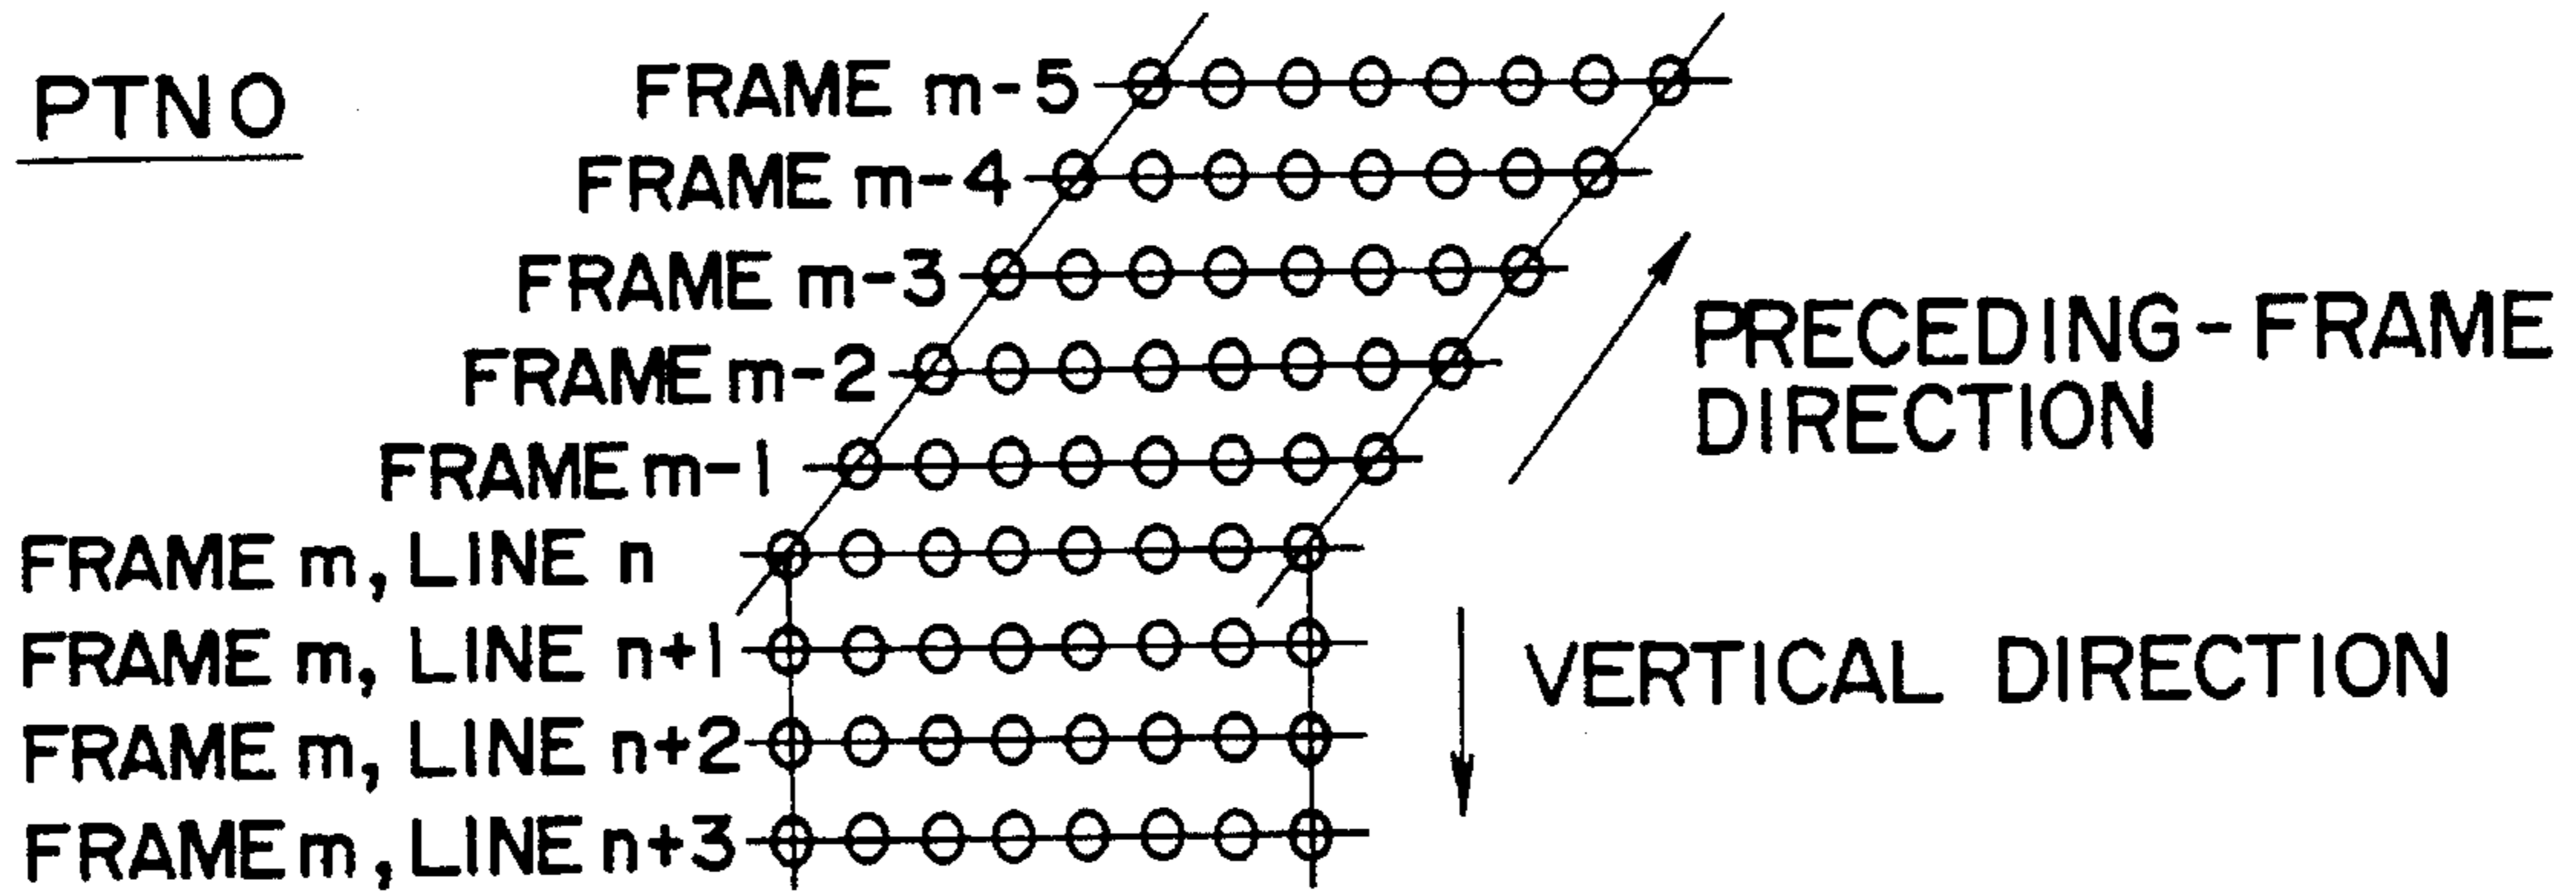 PTN0
FRAME m-5
FRAME m-4
FRAME m-3
FRAME m-2
FRAME m-1
PRECEDING-FRAME
DIRECTION
FRAME m, LINE n
FRAME m, LINE n+1
FRAME m, LINE n+2
FRAME m, LINE n+3
VERTICAL DIRECTION